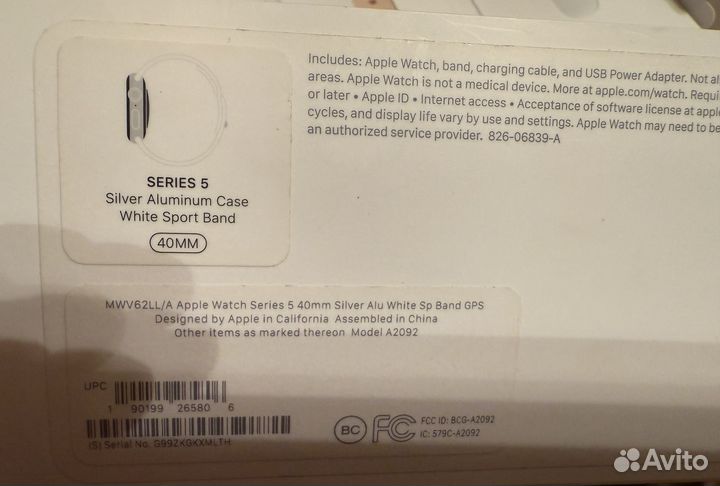 Includes: Apple Watch, band, charging cable, and USB Power Adapter. Not
areas. Apple Watch is not a medical device. More at apple.com/watch.
or later • Apple ID • Internet access • Acceptance of software license at
cycles, and display life vary by use and settings. Apple Watch may need to be
an authorized service provider. 826-06839-A
SERIES 5
Silver Aluminum Case
White Sport Band
40MM
MWV62LL/A Apple Watch Series 5 40mm Silver Alu White Sp Band GPS
Designed by Apple in California Assembled in China
Other items as marked thereon Model A2092
UPC
1 90199 26580 6
(S) Serial No. G99ZKGKXMLTH
BC FC
FCC ID: BCG-A2092
IC: 579C-A2092
Avito